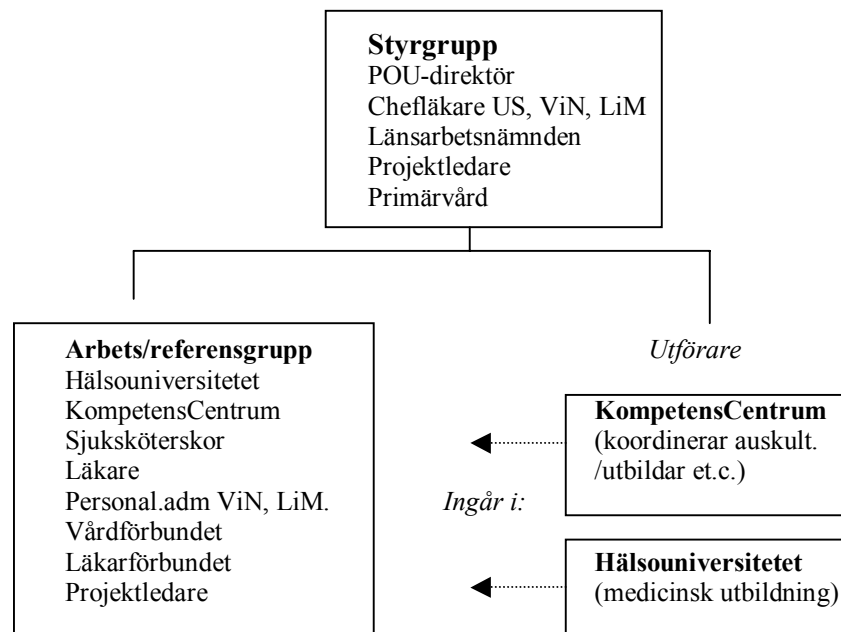 Styrgrupp
POU-direktör
Chefläkare US, ViN, LiM
Länsarbetsnämnden
Projektledare
Primärvård
Arbets/referensgrupp
Hälsouniversitetet
KompetensCentrum
Sjuksköterskor
Läkare
Personal.adm ViN, LiM.
Vårdförbundet
Läkarförbundet
Projektledare
Utförare
KompetensCentrum
(koordinerar auskult.
/utbildar et.c.)
Ingår i:
Hälsouniversitetet
(medicinsk utbildning)